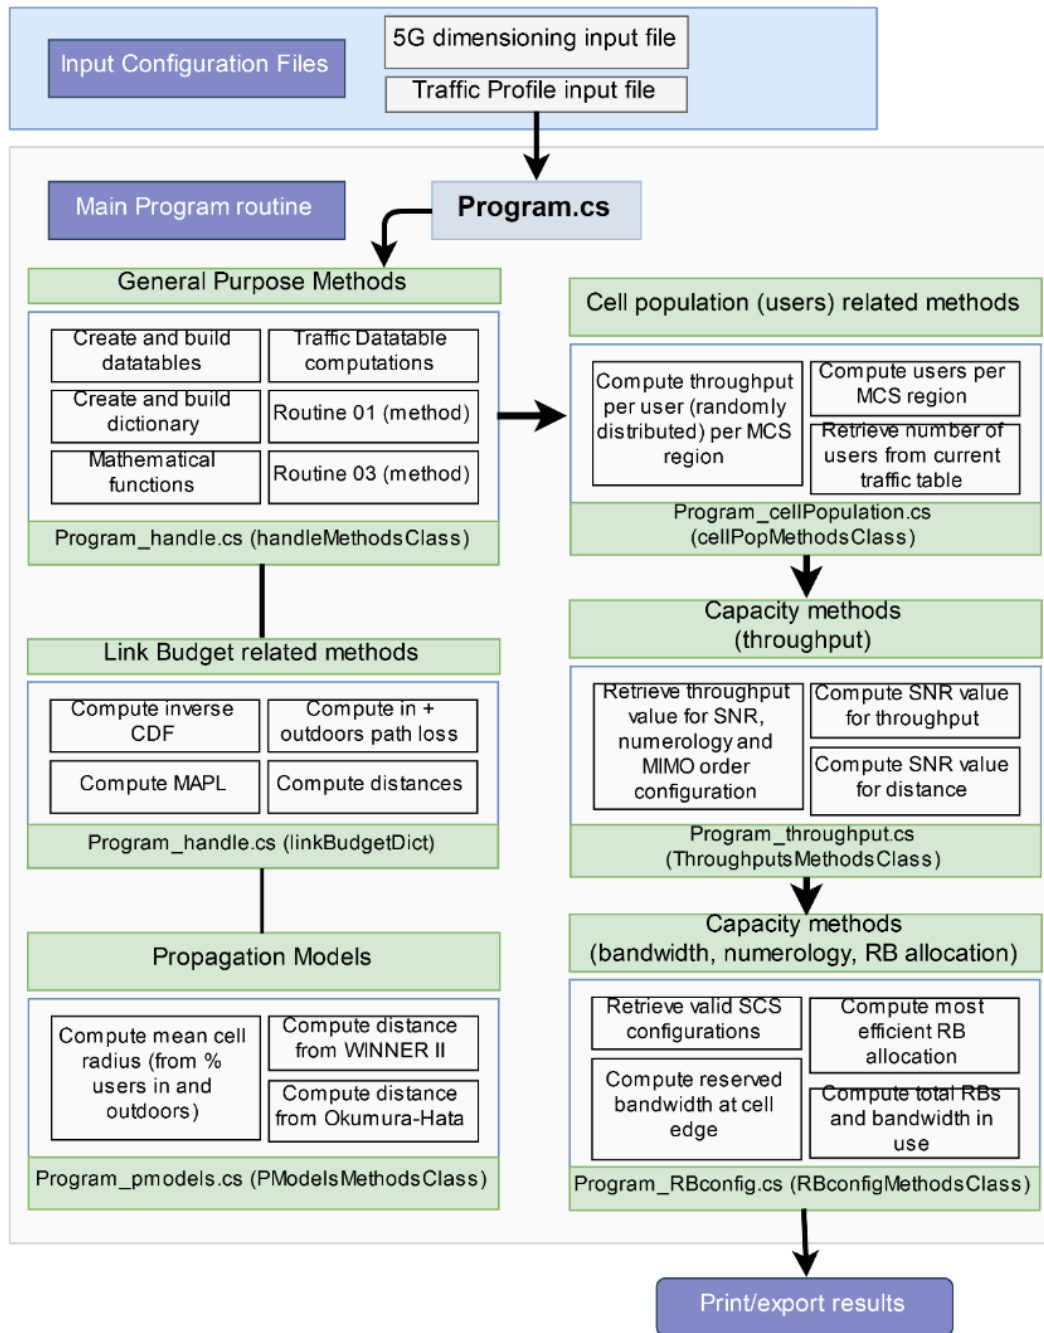 Input Configuration Files
5G dimensioning input file
Traffic Profile input file
Main Program routine
Program.cs
General Purpose Methods
Create and build
datatables
Traffic Datatable
computations
Create and build
dictionary
Routine 01 (method)
Mathematical
functions
Routine 03 (method)
Program_handle.cs (handleMethodsClass)
Link Budget related methods
Compute inverse
CDF
Compute in +
outdoors path loss
Compute MAPL
Compute distances
Program_handle.cs (linkBudgetDict)
Propagation Models
Compute mean cell
radius (from %
users in and
outdoors)
Compute distance
from WINNER II
Compute distance
from Okumura-Hata
Program_pmodels.cs (PModelsMethodsClass)
Cell population (users) related methods
Compute throughput
per user (randomly
distributed) per MCS
region
Compute users per
MCS region
Retrieve number of
users from current
traffic table
Program_cellPopulation.cs
(cellPopMethodsClass)
Capacity methods
(throughput)
Retrieve throughput
value for SNR,
numerology and
MIMO order
configuration
Compute SNR value
for throughput
Compute SNR value
for distance
Program_throughput.cs
(ThroughputsMethodsClass)
Capacity methods
(bandwidth, numerology, RB allocation)
Retrieve valid SCS
configurations
Compute most
efficient RB
allocation
Compute reserved
bandwidth at cell
edge
Compute total RBs
and bandwidth in
use
Program_RBconfig.cs (RBconfigMethodsClass)
Print/export results